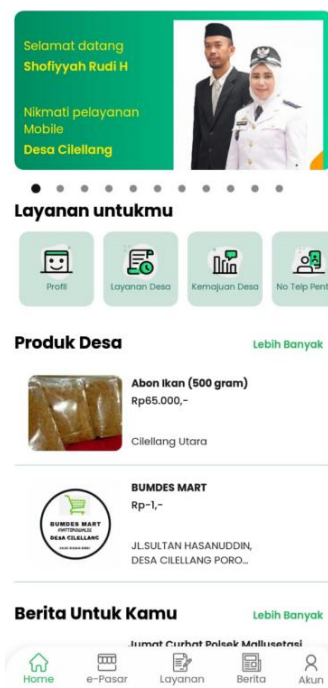 Selamat datang
Shofiyyah Rudi H
Nikmati pelayanan
Mobile
Desa Cilellang
Layanan untukmu
Profil
Layanan Desa
Kemajuan Desa
No Telp Pent
Produk Desa
Lebih Banyak
Abon Ikan (500 gram)
Rp65.000,-
Cilellang Utara
BUMDES MART
DESA CILELLANG
BUMDES MART
Rp-1,-
JL.SULTAN HASANUDDIN,
DESA CILELLANG PORO...
Berita Untuk Kamu
Lebih Banyak
Jumat Curhat Polsek Mallusetasi
Home
e-Pasar
Layanan
Berita
Akun